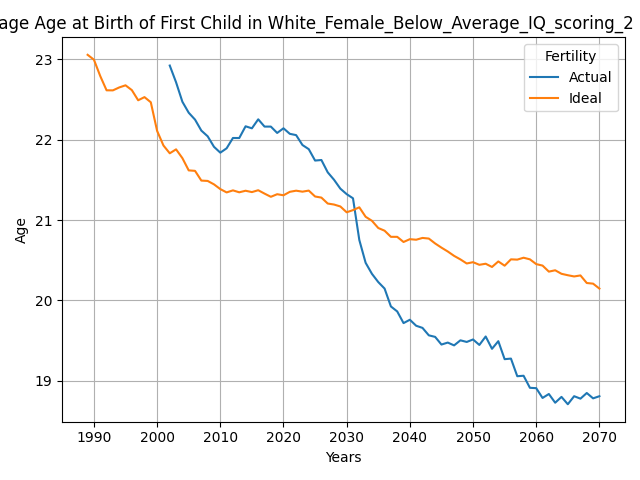 age Age at Birth of First Child in White_Female_Below_Average_IQ_scoring_2
Fertility
Actual
Ideal
Age
23
22
21
20
19
1990 2000 2010 2020 2030 2040 2050 2060 2070
Years